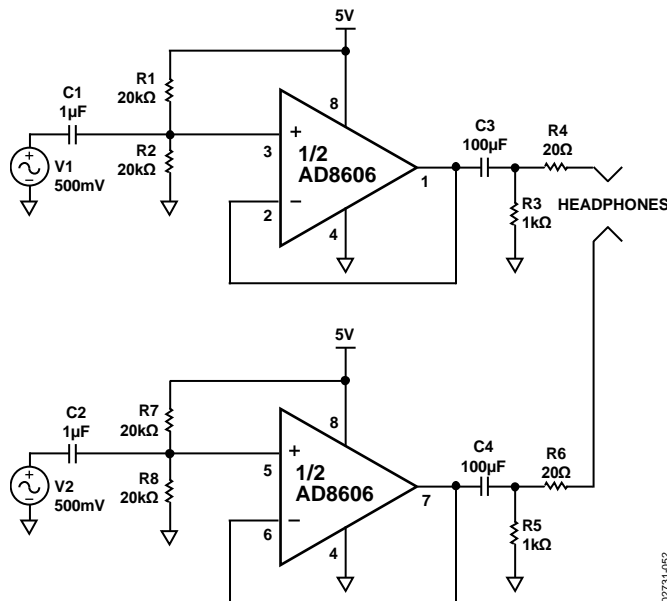 5V
R1
20kΩ
C1
1µF
R2
20kΩ
V1
500mV
+
−
3
2
8
4
1
1/2
AD8606
C3
100µF
R4
20Ω
R3
1kΩ
HEADPHONES
5V
R7
20kΩ
C2
1µF
R8
20kΩ
V2
500mV
+
−
5
6
8
4
7
1/2
AD8606
C4
100µF
R6
20Ω
R5
1kΩ
02731-052